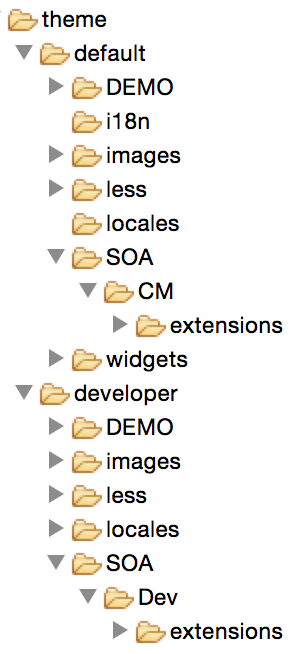 theme
default
DEMO
i18n
images
less
locales
SOA
CM
extensions
widgets
developer
DEMO
images
less
locales
SOA
Dev
extensions